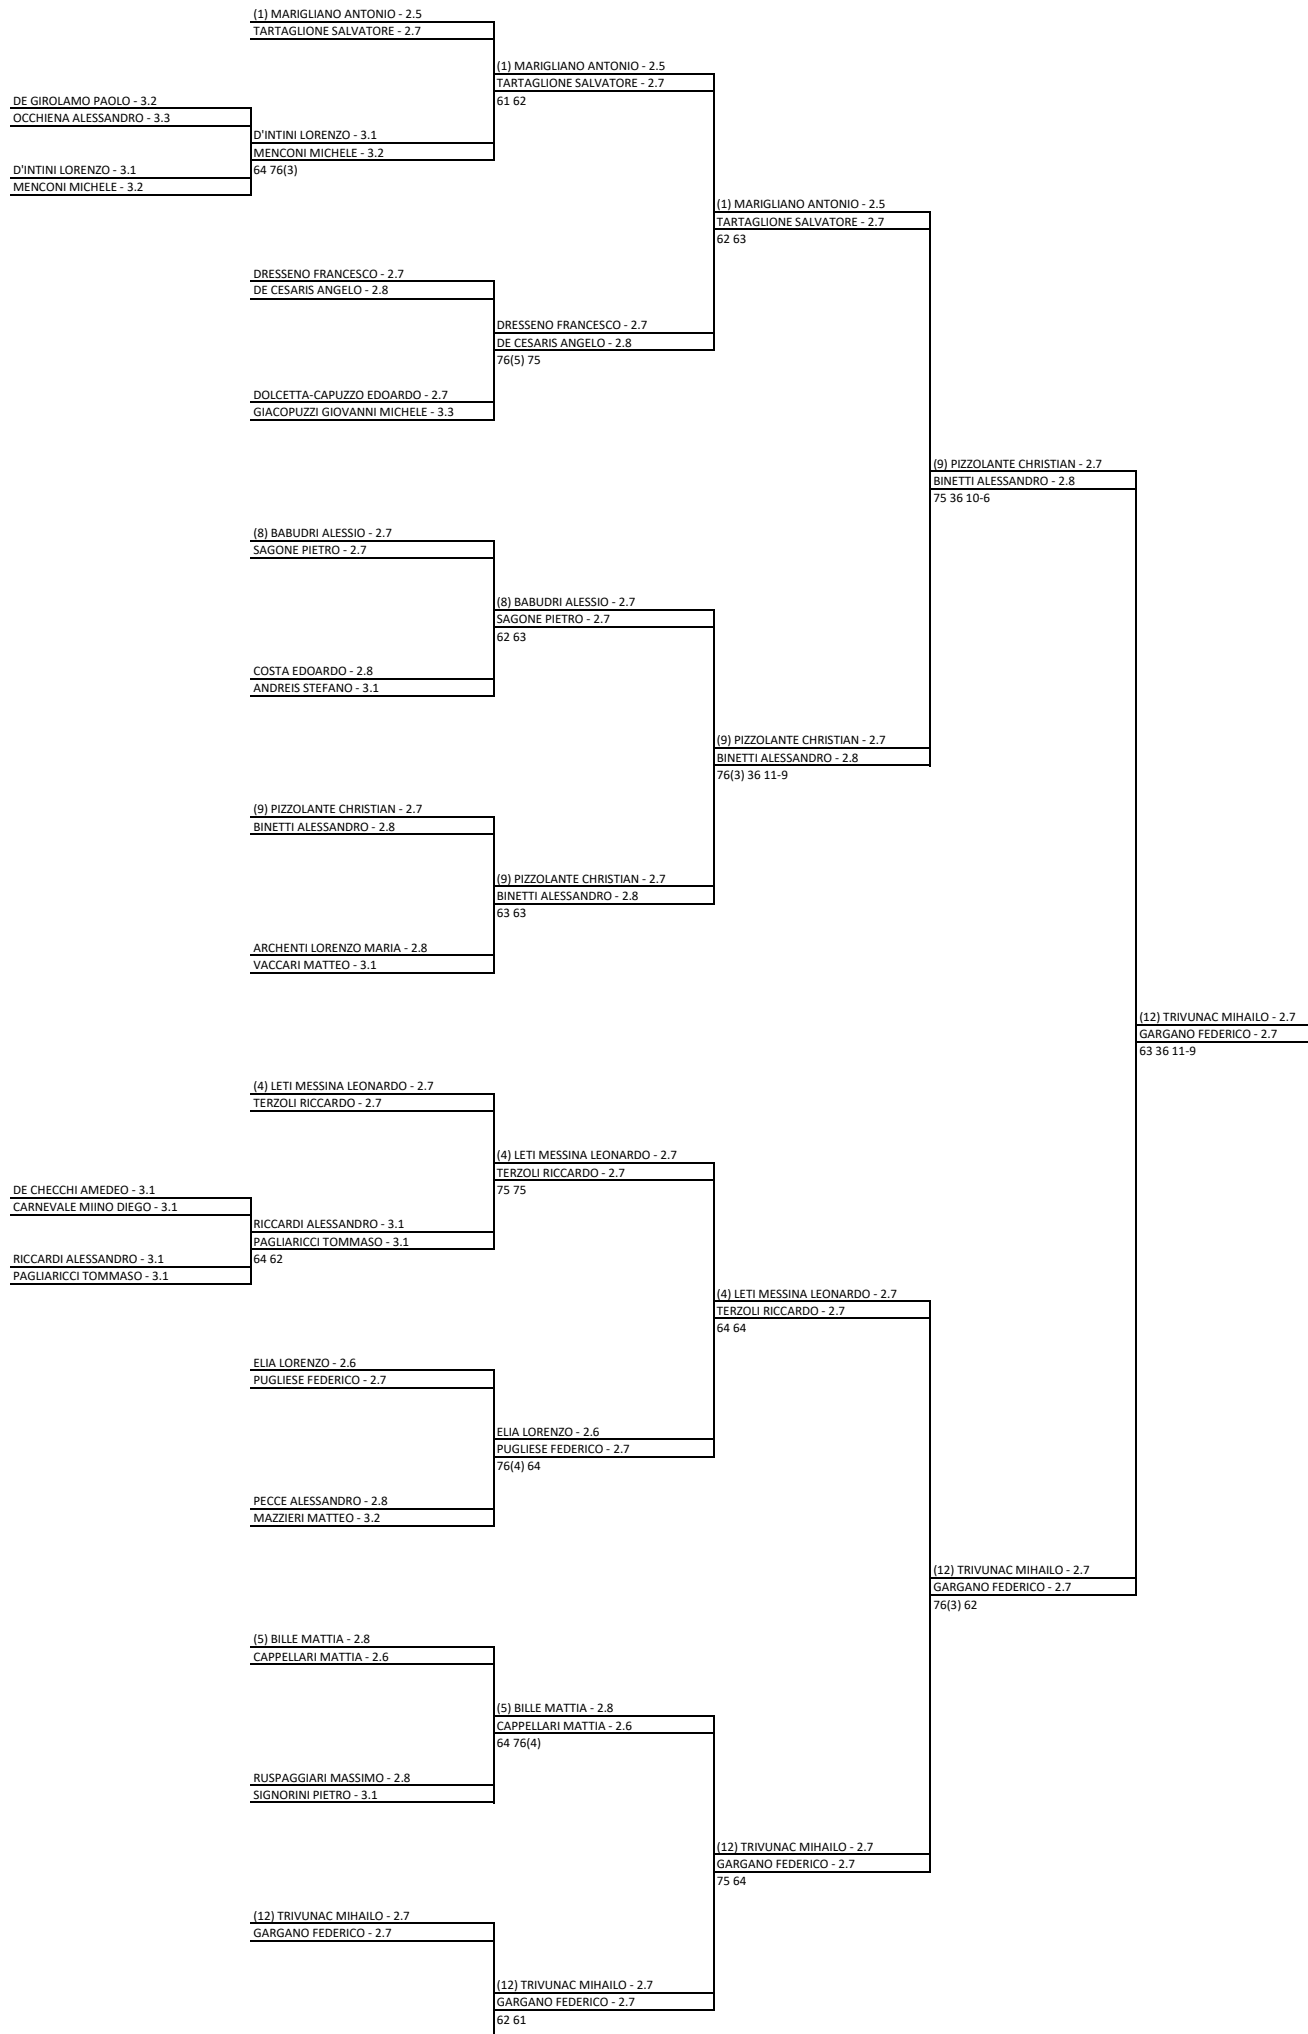 (1) MARIGLIANO ANTONIO - 2.5
TARTAGLIONE SALVATORE - 2.7
(1) MARIGLIANO ANTONIO - 2.5
TARTAGLIONE SALVATORE - 2.7
61 62
DE GIROLAMO PAOLO - 3.2
OCCHIENA ALESSANDRO - 3.3
D'INTINI LORENZO - 3.1
MENCONI MICHELE - 3.2
64 76(3)
D'INTINI LORENZO - 3.1
MENCONI MICHELE - 3.2
(1) MARIGLIANO ANTONIO - 2.5
TARTAGLIONE SALVATORE - 2.7
62 63
DRESSENO FRANCESCO - 2.7
DE CESARIS ANGELO - 2.8
DRESSENO FRANCESCO - 2.7
DE CESARIS ANGELO - 2.8
76(5) 75
DOLCETTA-CAPUZZO EDOARDO - 2.7
GIACOPUZZI GIOVANNI MICHELE - 3.3
(9) PIZZOLANTE CHRISTIAN - 2.7
BINETTI ALESSANDRO - 2.8
75 36 10-6
(8) BABUDRI ALESSIO - 2.7
SAGONE PIETRO - 2.7
(8) BABUDRI ALESSIO - 2.7
SAGONE PIETRO - 2.7
62 63
COSTA EDOARDO - 2.8
ANDREIS STEFANO - 3.1
(9) PIZZOLANTE CHRISTIAN - 2.7
BINETTI ALESSANDRO - 2.8
76(3) 36 11-9
(9) PIZZOLANTE CHRISTIAN - 2.7
BINETTI ALESSANDRO - 2.8
(9) PIZZOLANTE CHRISTIAN - 2.7
BINETTI ALESSANDRO - 2.8
63 63
ARCHENTI LORENZO MARIA - 2.8
VACCARI MATTEO - 3.1
(12) TRIVUNAC MIHAILO - 2.7
GARGANO FEDERICO - 2.7
63 36 11-9
(4) LETI MESSINA LEONARDO - 2.7
TERZOLI RICCARDO - 2.7
(4) LETI MESSINA LEONARDO - 2.7
TERZOLI RICCARDO - 2.7
75 75
DE CHECCHI AMEDEO - 3.1
CARNEVALE MIINO DIEGO - 3.1
RICCARDI ALESSANDRO - 3.1
PAGLIARICCI TOMMASO - 3.1
64 62
RICCARDI ALESSANDRO - 3.1
PAGLIARICCI TOMMASO - 3.1
(4) LETI MESSINA LEONARDO - 2.7
TERZOLI RICCARDO - 2.7
64 64
ELIA LORENZO - 2.6
PUGLIESE FEDERICO - 2.7
ELIA LORENZO - 2.6
PUGLIESE FEDERICO - 2.7
76(4) 64
PECCE ALESSANDRO - 2.8
MAZZIERI MATTEO - 3.2
(12) TRIVUNAC MIHAILO - 2.7
GARGANO FEDERICO - 2.7
76(3) 62
(5) BILLE MATTIA - 2.8
CAPPELLARI MATTIA - 2.6
(5) BILLE MATTIA - 2.8
CAPPELLARI MATTIA - 2.6
64 76(4)
RUSPAGGIARI MASSIMO - 2.8
SIGNORINI PIETRO - 3.1
(12) TRIVUNAC MIHAILO - 2.7
GARGANO FEDERICO - 2.7
75 64
(12) TRIVUNAC MIHAILO - 2.7
GARGANO FEDERICO - 2.7
(12) TRIVUNAC MIHAILO - 2.7
GARGANO FEDERICO - 2.7
62 61